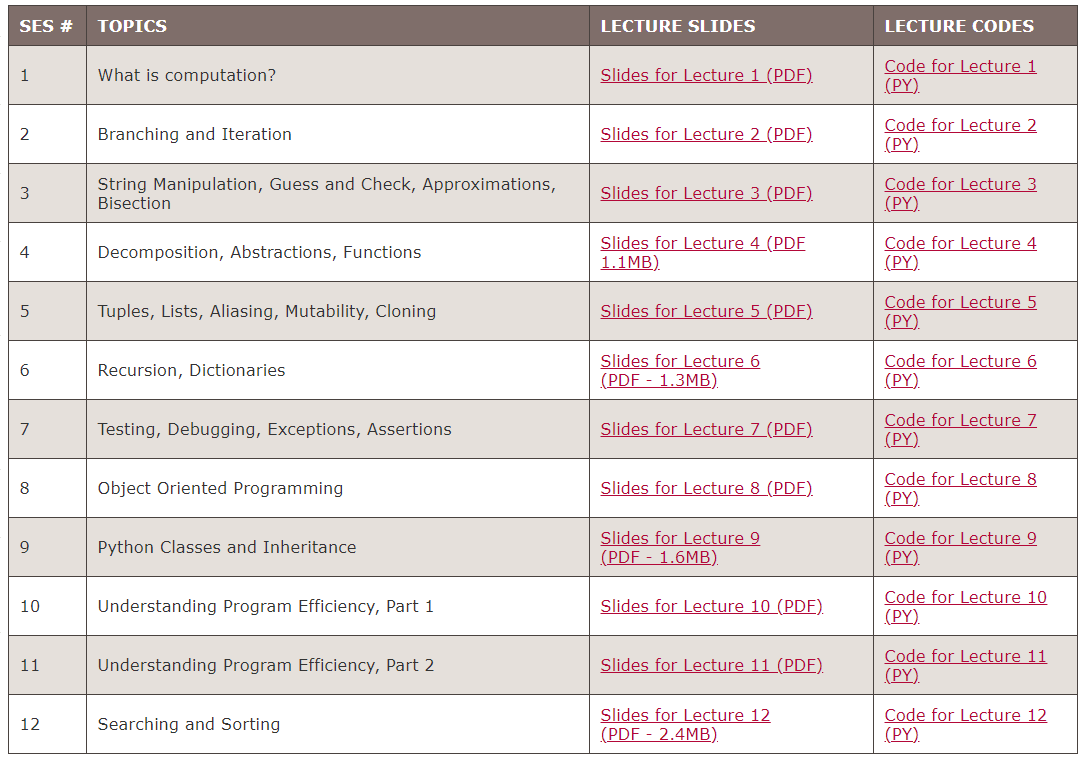 SES # TOPICS LECTURE SLIDES LECTURE CODES
1 What is computation? Slides for Lecture 1 (PDF) Code for Lecture 1
(PY)
2 Branching and Iteration Slides for Lecture 2 (PDF) Code for Lecture 2
(PY)
3 String Manipulation, Guess and Check, Approximations, Slides for Lecture 3 (PDF) Code for Lecture 3
Bisection (PY)
4 Decomposition, Abstractions, Functions Slides for Lecture 4 (PDF Code for Lecture 4
1.1MB) (PY)
5 Tuples, Lists, Aliasing, Mutability, Cloning Slides for Lecture 5 (PDF) Code for Lecture 5
(PY)
6 Recursion, Dictionaries Slides for Lecture 6 Code for Lecture 6
(PDF - 1.3MB) (PY)
7 Testing, Debugging, Exceptions, Assertions Slides for Lecture 7 (PDF) Code for Lecture 7
(PY)
8 Object Oriented Programming Slides for Lecture 8 (PDF) Code for Lecture 8
(PY)
9 Python Classes and Inheritance Slides for Lecture 9 Code for Lecture 9
(PDF - 1.6MB) (PY)
10 Understanding Program Efficiency, Part 1 Slides for Lecture 10 (PDF) Code for Lecture 10
(PY)
11 Understanding Program Efficiency, Part 2 Slides for Lecture 11 (PDF) Code for Lecture 11
(PY)
12 Searching and Sorting Slides for Lecture 12 Code for Lecture 12
(PDF - 2.4MB) (PY)